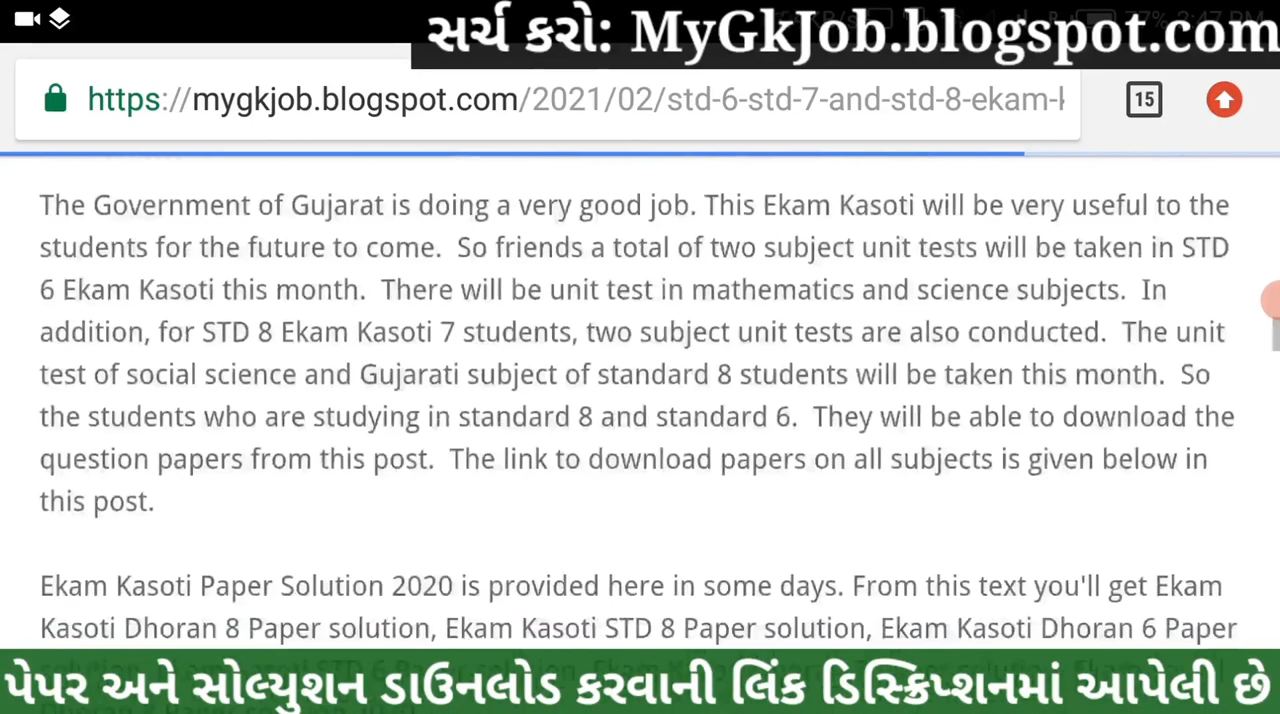 સર્ચ કરો: MyGkJob.blogspot.com
https://mygkjob.blogspot.com/2021/02/std-6-std-7-and-std-8-ekam-k
15
The Government of Gujarat is doing a very good job. This Ekam Kasoti will be very useful to the
students for the future to come. So friends a total of two subject unit tests will be taken in STD
6 Ekam Kasoti this month. There will be unit test in mathematics and science subjects. In
addition, for STD 8 Ekam Kasoti 7 students, two subject unit tests are also conducted. The unit
test of social science and Gujarati subject of standard 8 students will be taken this month. So
the students who are studying in standard 8 and standard 6. They will be able to download the
question papers from this post. The link to download papers on all subjects is given below in
this post.
Ekam Kasoti Paper Solution 2020 is provided here in some days. From this text you'll get Ekam
Kasoti Dhoran 8 Paper solution, Ekam Kasoti STD 8 Paper solution, Ekam Kasoti Dhoran 6 Paper
પેપર અને સોલ્યુશન ડાઉનલોડ કરવાની લિંક ડિસ્ક્રિપ્શનમાં આપેલી છે